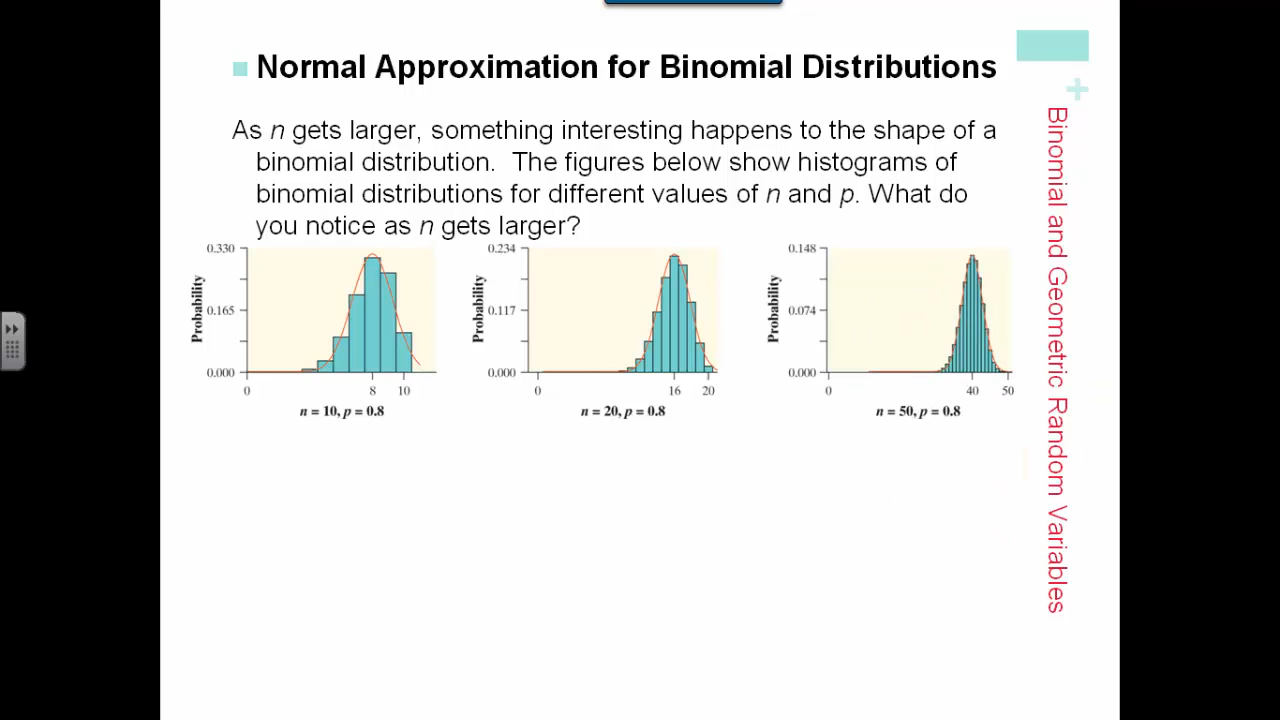 Normal Approximation for Binomial Distributions
As n gets larger, something interesting happens to the shape of a
binomial distribution. The figures below show histograms of
binomial distributions for different values of n and p. What do
you notice as n gets larger?
Probability
0.330
0.165
0.000
0 8 10
n = 10, p = 0.8
Probability
0.234
0.117
0.000
0 16 20
n = 20, p = 0.8
Probability
0.148
0.074
0.000
0 40 50
n = 50, p = 0.8
+
Binomial and Geometric Random Variables